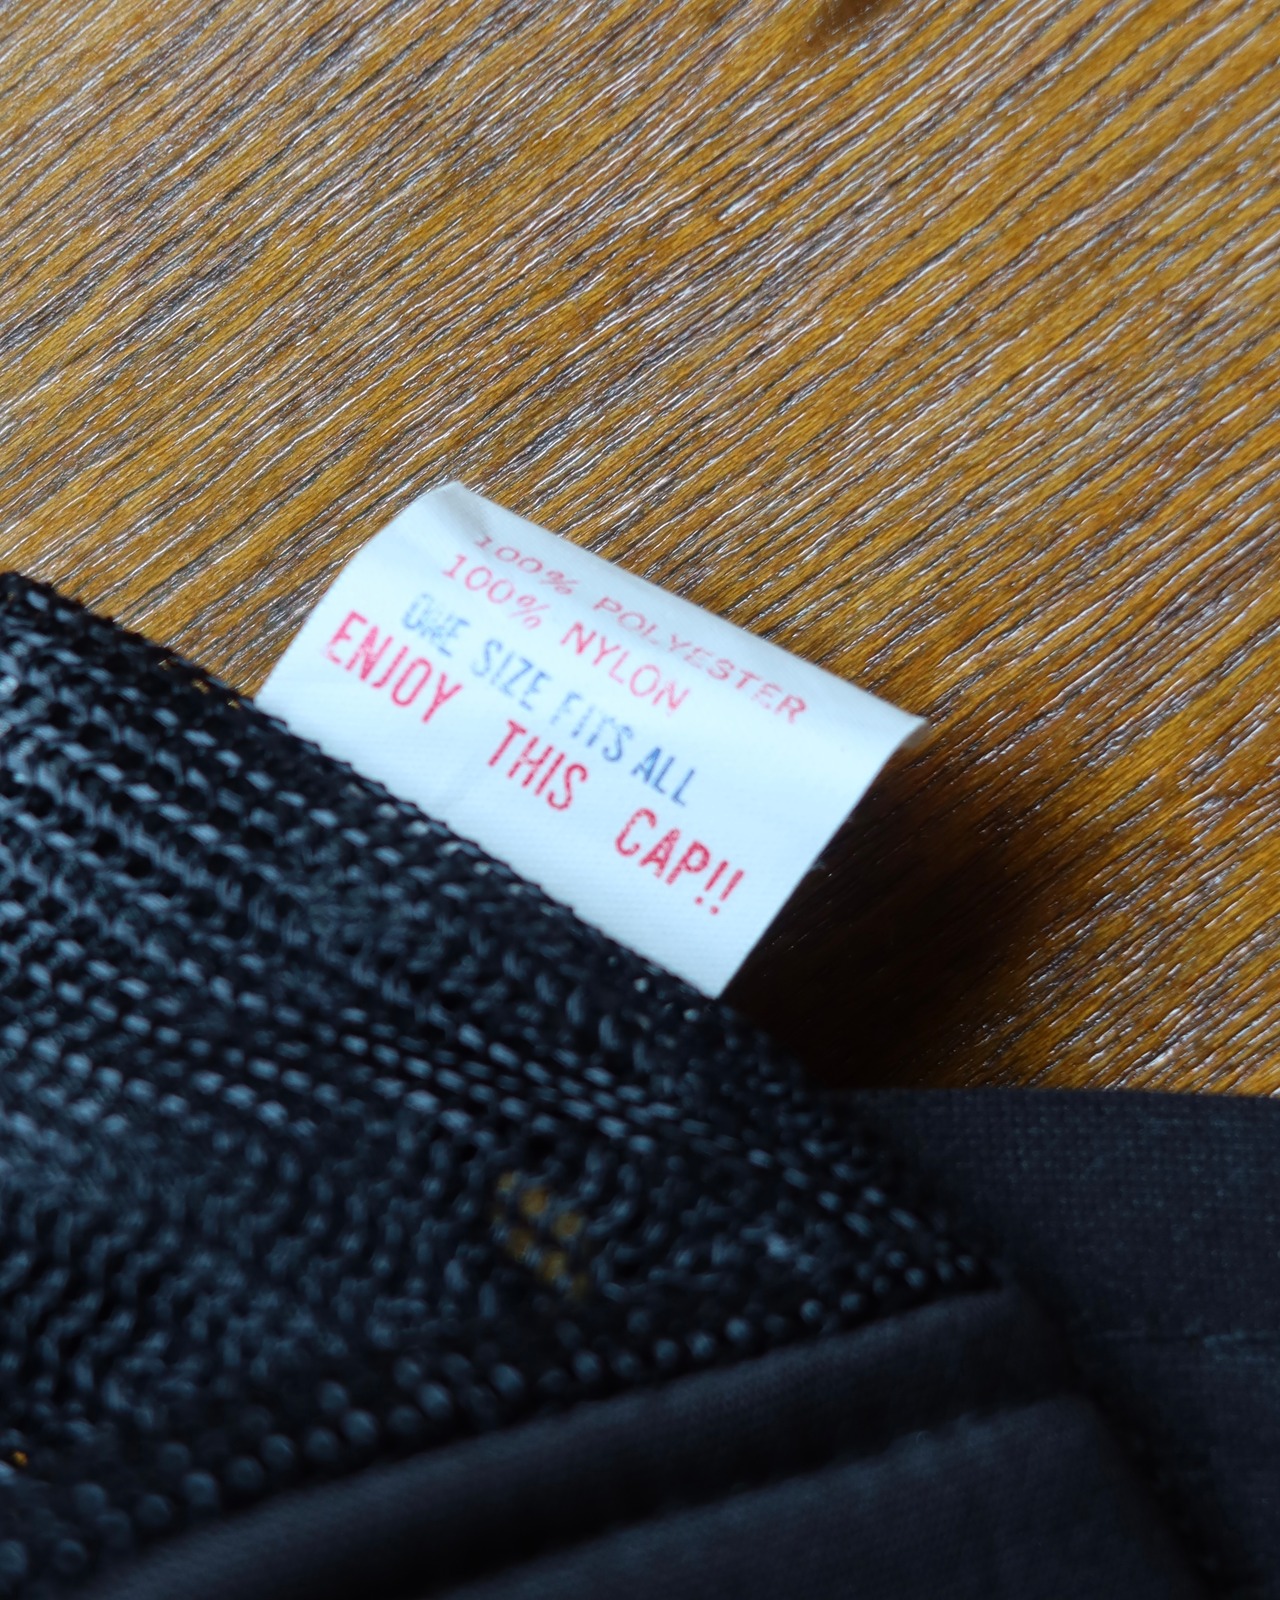 100% POLYESTER
100% NYLON
ONE SIZE FITS ALL
ENJOY THIS CAP!!